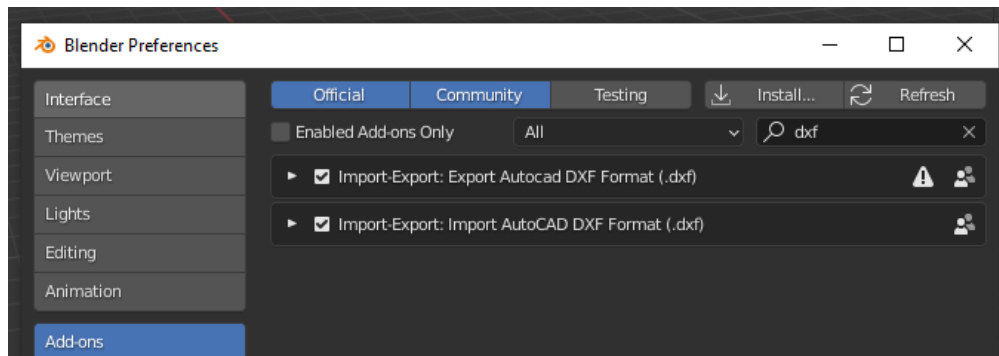 Blender Preferences
Interface
Official Community Testing Install... Refresh
Themes
Enabled Add-ons Only All dxf
Viewport
Import-Export: Export Autocad DXF Format (.dxf)
Lights
Import-Export: Import AutoCAD DXF Format (.dxf)
Editing
Animation
Add-ons